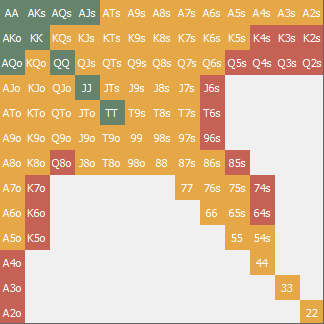 AA AKs AQs AJs ATs A9s A8s A7s A6s A5s A4s A3s A2s
AKo KK KQs KJs KTs K9s K8s K7s K6s K5s K4s K3s K2s
AQo KQo QQ QJs QTs Q9s Q8s Q7s Q6s Q5s Q4s Q3s Q2s
AJo KJo QJo JJ JTs J9s J8s J7s J6s
ATo KTo QTo JTo TT T9s T8s T7s T6s
A9o K9o Q9o J9o T9o 99 98s 97s 96s
A8o K8o Q8o J8o T8o 98o 88 87s 86s 85s
A7o K7o 77 76s 75s 74s
A6o K6o 66 65s 64s
A5o K5o 55 54s
A4o 44
A3o 33
A2o 22